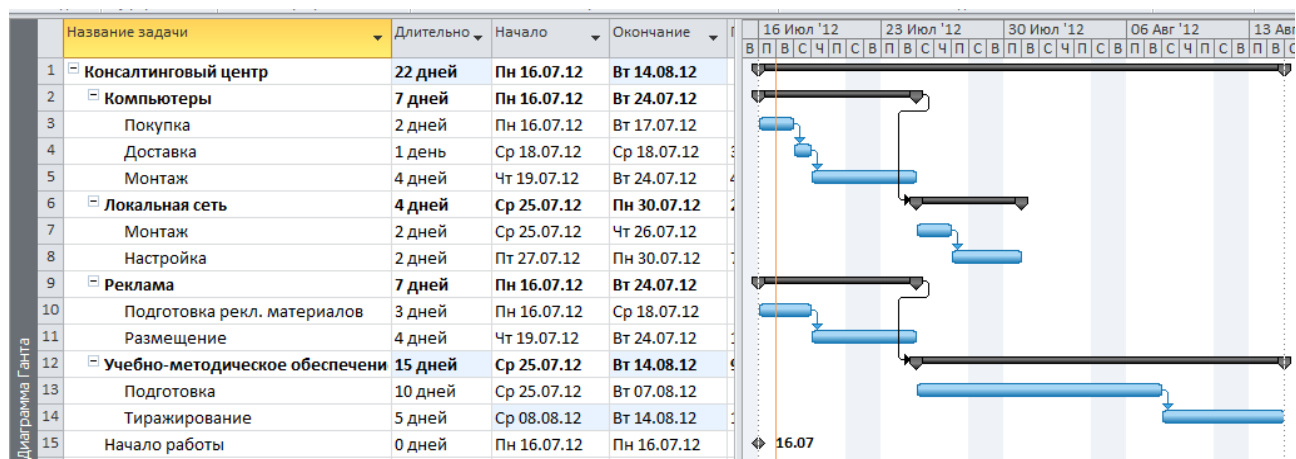 Название задачи Длительно Начало Окончание 16 Июл '12 23 Июл '12 30 Июл '12 06 Авг '12 13 Авг
В П В С Ч П С В П В С Ч П С В П В С Ч П С В П В С Ч П С В П В С
1 Консалтинговый центр 22 дней Пн 16.07.12 Вт 14.08.12
2 Компьютеры 7 дней Пн 16.07.12 Вт 24.07.12
3 Покупка 2 дней Пн 16.07.12 Вт 17.07.12
4 Доставка 1 день Ср 18.07.12 Ср 18.07.12
5 Монтаж 4 дней Чт 19.07.12 Вт 24.07.12
6 Локальная сеть 4 дней Ср 25.07.12 Пн 30.07.12
7 Монтаж 2 дней Ср 25.07.12 Чт 26.07.12
8 Настройка 2 дней Пт 27.07.12 Пн 30.07.12
9 Реклама 7 дней Пн 16.07.12 Вт 24.07.12
10 Подготовка рекл. материалов 3 дней Пн 16.07.12 Ср 18.07.12
11 Размещение 4 дней Чт 19.07.12 Вт 24.07.12
12 Учебно-методическое обеспечени 15 дней Ср 25.07.12 Вт 14.08.12
13 Подготовка 10 дней Ср 25.07.12 Вт 07.08.12
14 Тиражирование 5 дней Ср 08.08.12 Вт 14.08.12
15 Начало работы 0 дней Пн 16.07.12 Пн 16.07.12 16.07
Диаграмма Ганта